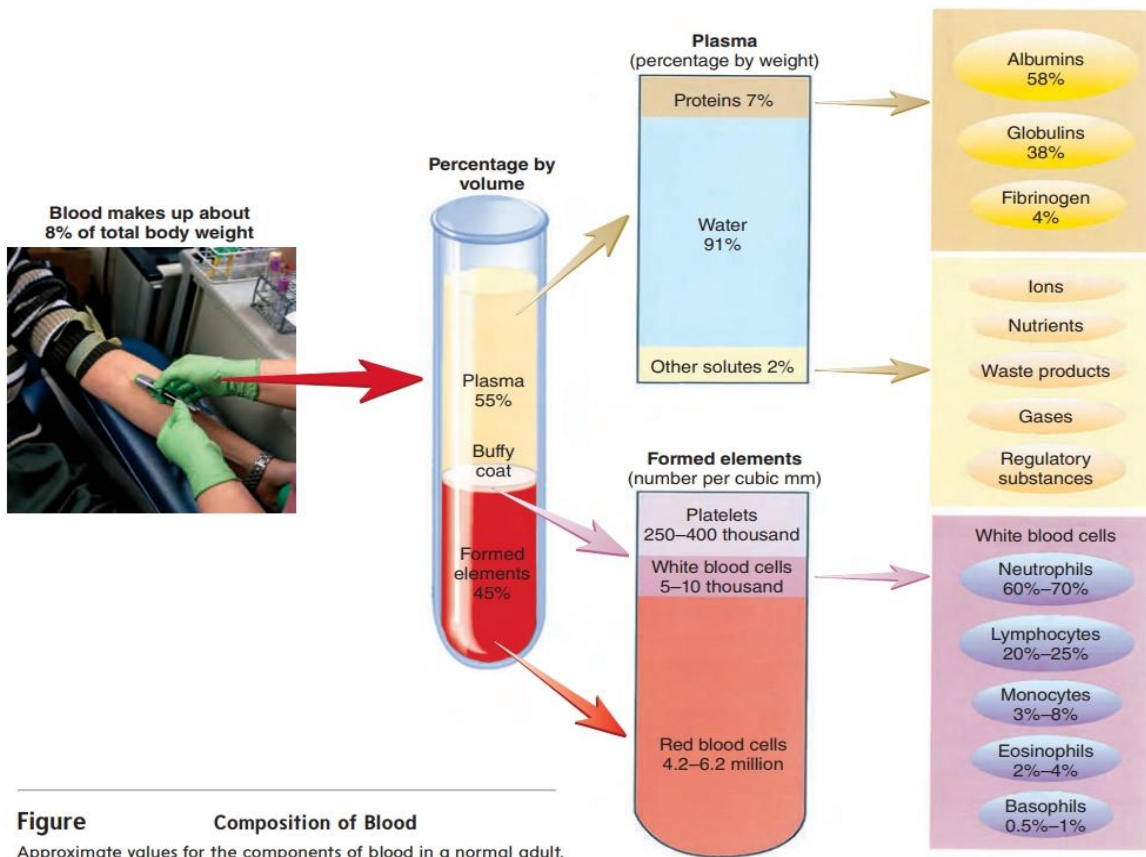 Blood makes up about
8% of total body weight
Percentage by
volume
Plasma
55%
Buffy
coat
Formed
elements
45%
Plasma
(percentage by weight)
Proteins 7%
Water
91%
Other solutes 2%
Albumins
58%
Globulins
38%
Fibrinogen
4%
Ions
Nutrients
Waste products
Gases
Regulatory
substances
Formed elements
(number per cubic mm)
Platelets
250–400 thousand
White blood cells
5–10 thousand
Red blood cells
4.2–6.2 million
White blood cells
Neutrophils
60%–70%
Lymphocytes
20%–25%
Monocytes
3%–8%
Eosinophils
2%–4%
Basophils
0.5%–1%
Figure Composition of Blood
Approximate values for the components of blood in a normal adult.